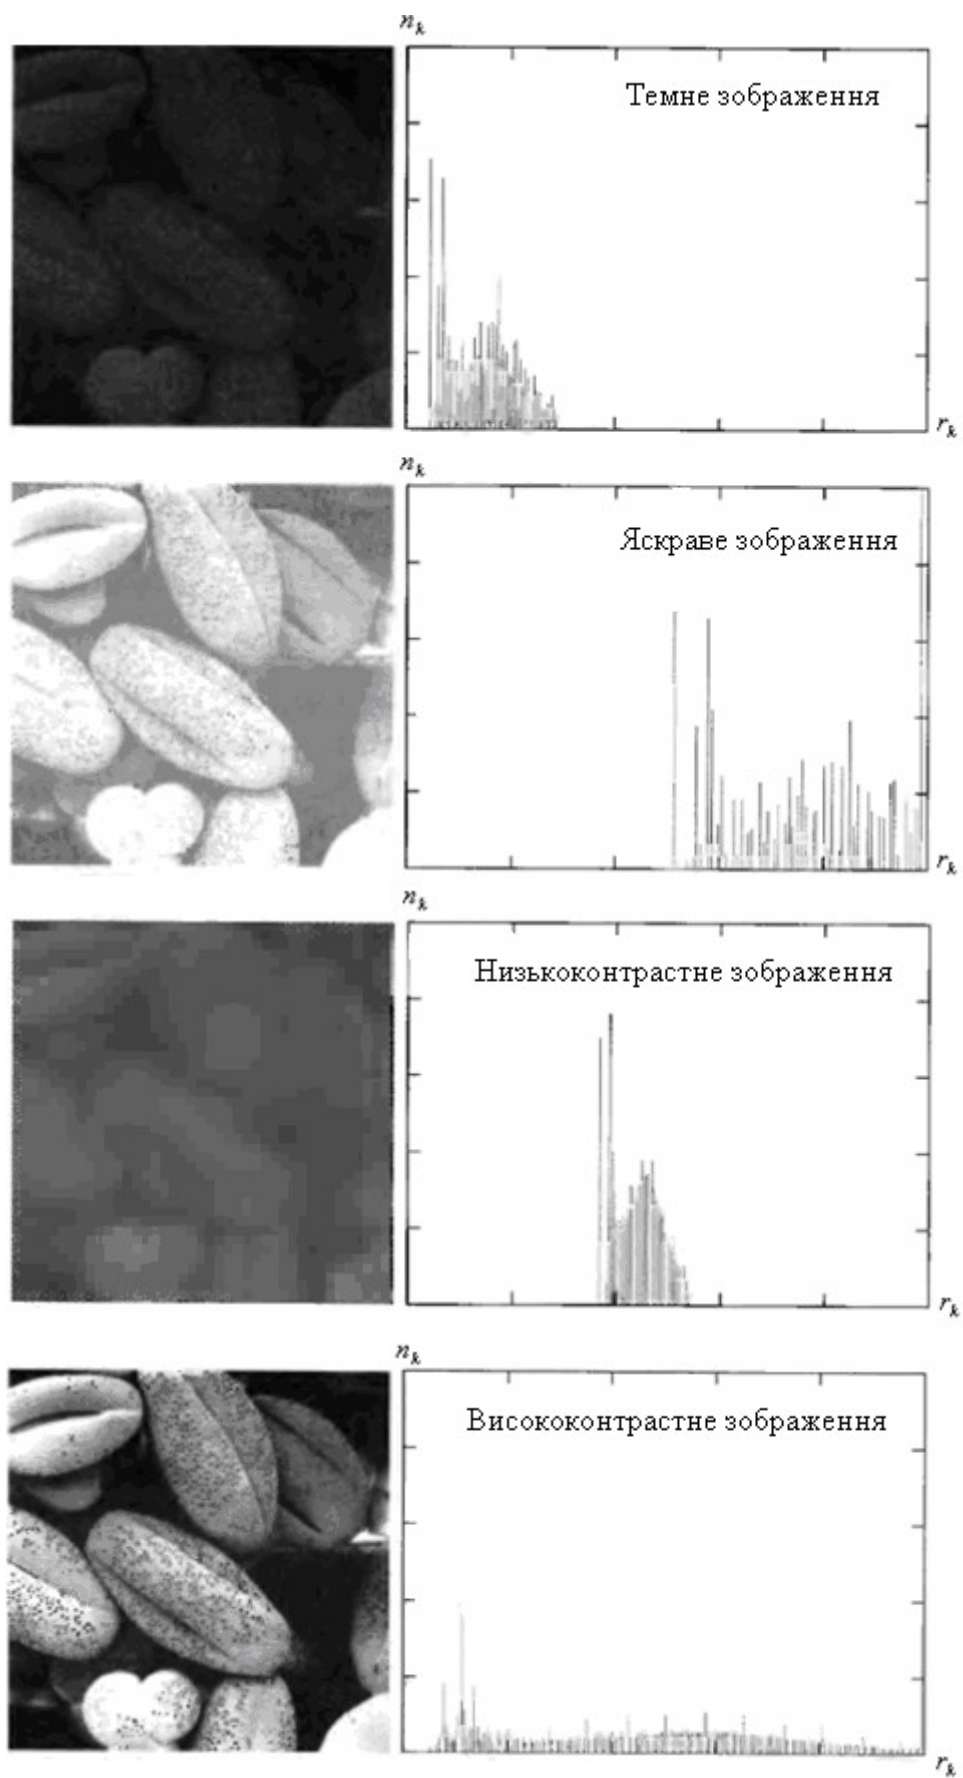 n_k
Темне зображення
r_k
n_k
Яскраве зображення
r_k
n_k
Низькоконтрастне зображення
r_k
n_k
Висококонтрастне зображення
r_k